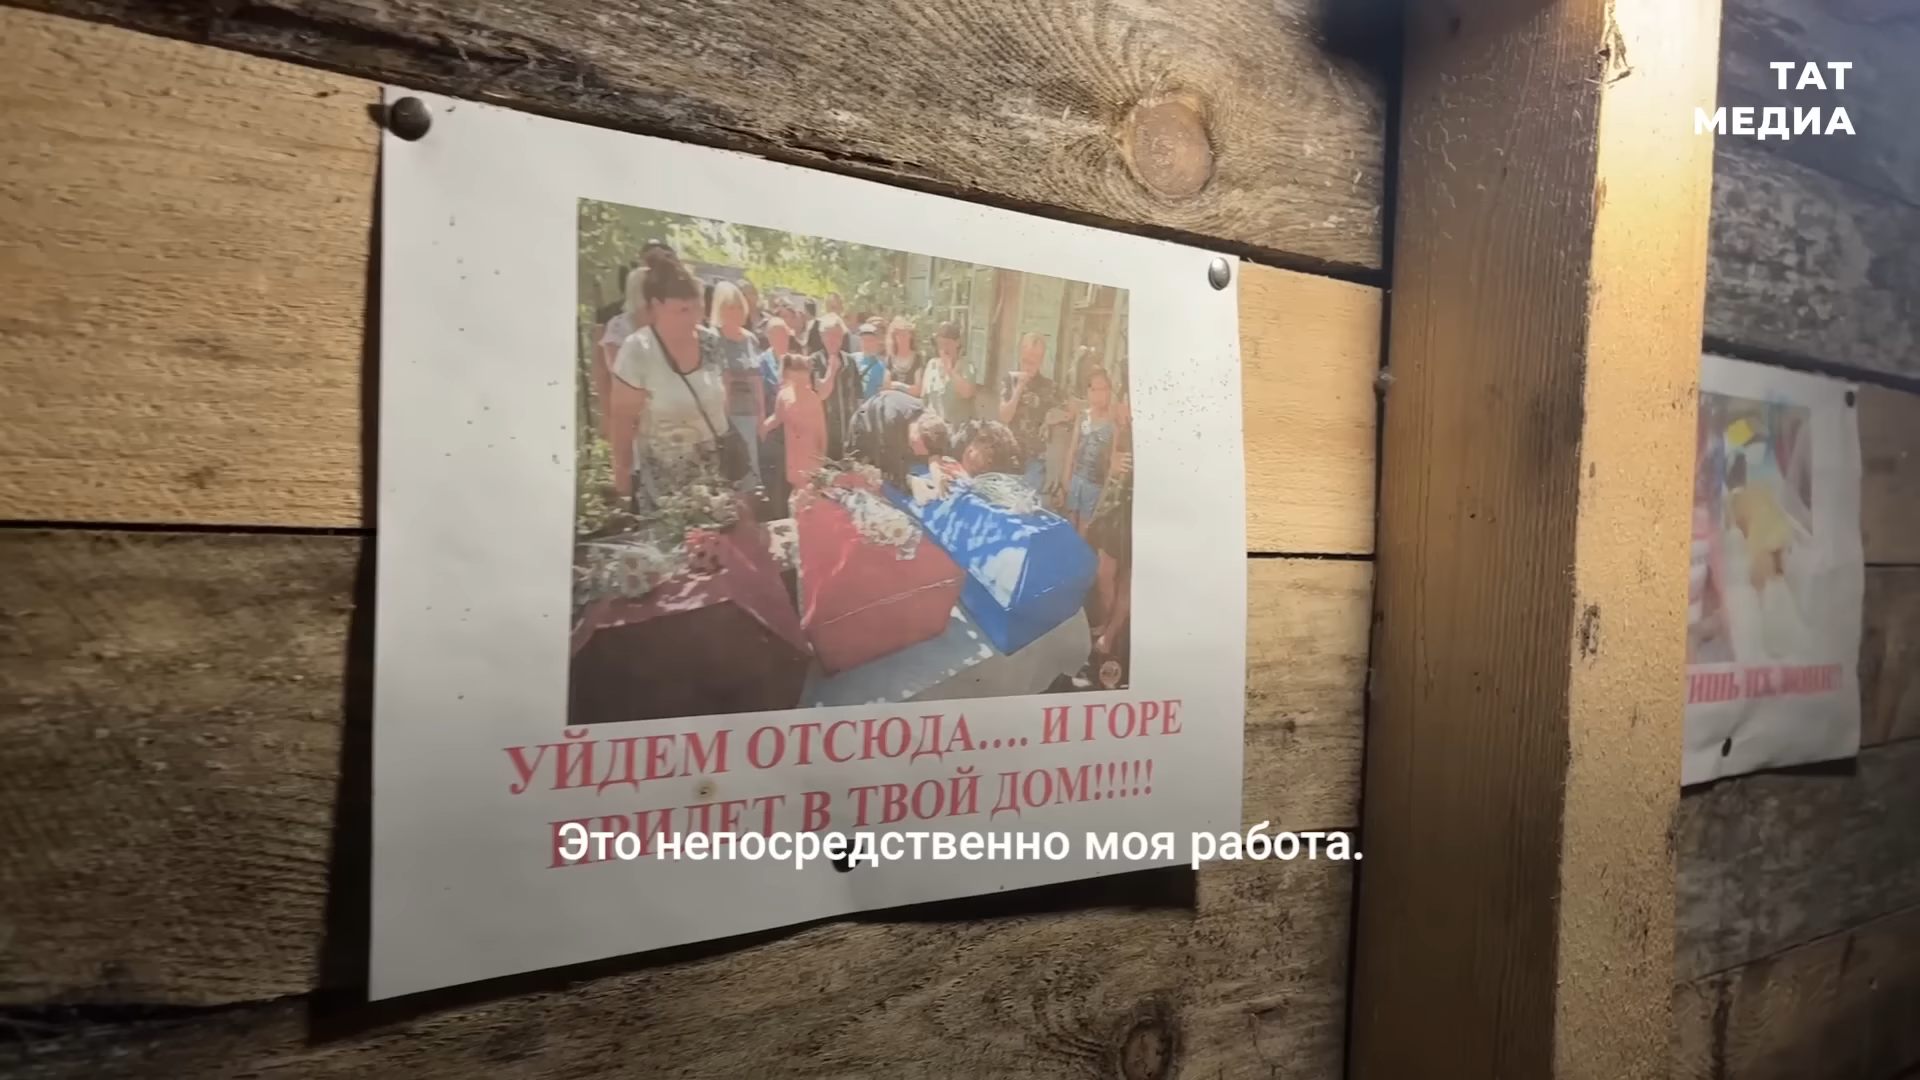 ТАТ
МЕДИА
УЙДЕМ ОТСЮДА.... И ГОРЕ
ПРИДЕТ В ТВОЙ ДОМ!!!!!
Это непосредственно моя работа.